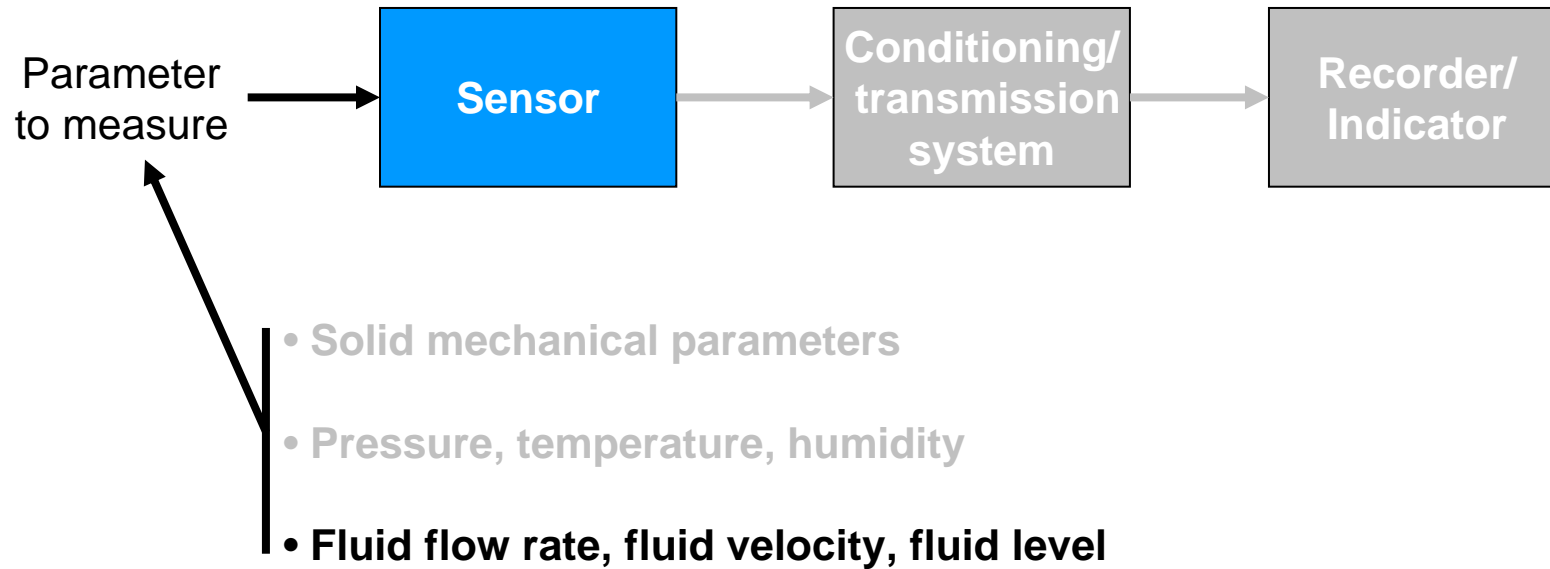 Parameter
to measure
Sensor
Conditioning/
transmission
system
Recorder/
Indicator
• Solid mechanical parameters
• Pressure, temperature, humidity
• Fluid flow rate, fluid velocity, fluid level